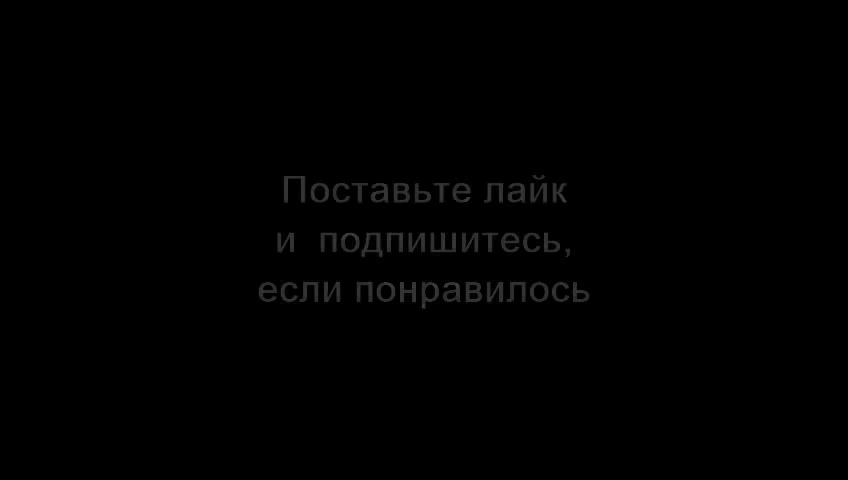 Поставьте лайк
и подпишитесь,
если понравилось